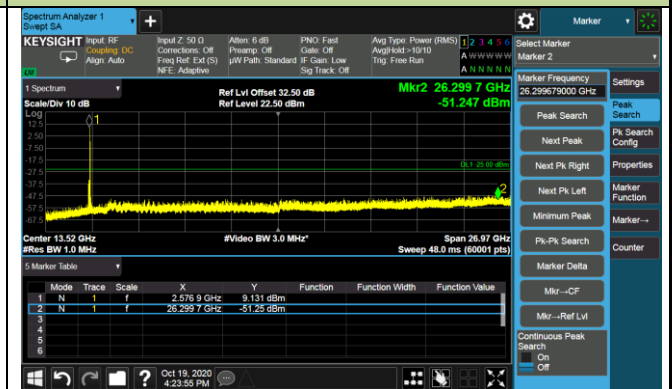 Spectrum Analyzer 1
Swept SA
Marker
KEYSIGHT
Input: RF
Coupling: DC
Align: Auto
Input Z: 50 Ω
Corrections: Off
Freq Ref: Ext (S)
NFE: Adaptive
Atten: 6 dB
Preamp: Off
µW Path: Standard
PNO: Fast
Gate: Off
IF Gain: Low
Sig Track: Off
Avg Type: Power (RMS)
Avg|Hold:>10/10
Trig: Free Run
1 2 3 4 5 6
A W W W W W
A N N N N N
Select Marker
Marker 2
1 Spectrum
Scale/Div 10 dB
Log
Ref Lvl Offset 32.50 dB
Ref Level 22.50 dBm
Mkr2 26.299 7 GHz
-51.247 dBm
12.5
2.50
-7.50
-17.5
-27.5
-37.5
-47.5
-57.5
-67.5
1
DL1 -25.00 dBm
2
Center 13.52 GHz
#Res BW 1.0 MHz
#Video BW 3.0 MHz*
Span 26.97 GHz
Sweep 48.0 ms (60001 pts)
5 Marker Table
Mode Trace Scale X Y Function Function Width Function Value
1 N 1 f 2.576 9 GHz 9.131 dBm
2 N 1 f 26.299 7 GHz -51.25 dBm
3
4
5
6
Oct 19, 2020
4:23:55 PM
Marker Frequency
26.299679000 GHz
Peak Search
Next Peak
Next Pk Right
Next Pk Left
Minimum Peak
Pk-Pk Search
Marker Delta
Mkr→CF
Mkr→Ref Lvl
Continuous Peak
Search
On
Off
Settings
Peak
Search
Pk Search
Config
Properties
Marker
Function
Marker→
Counter